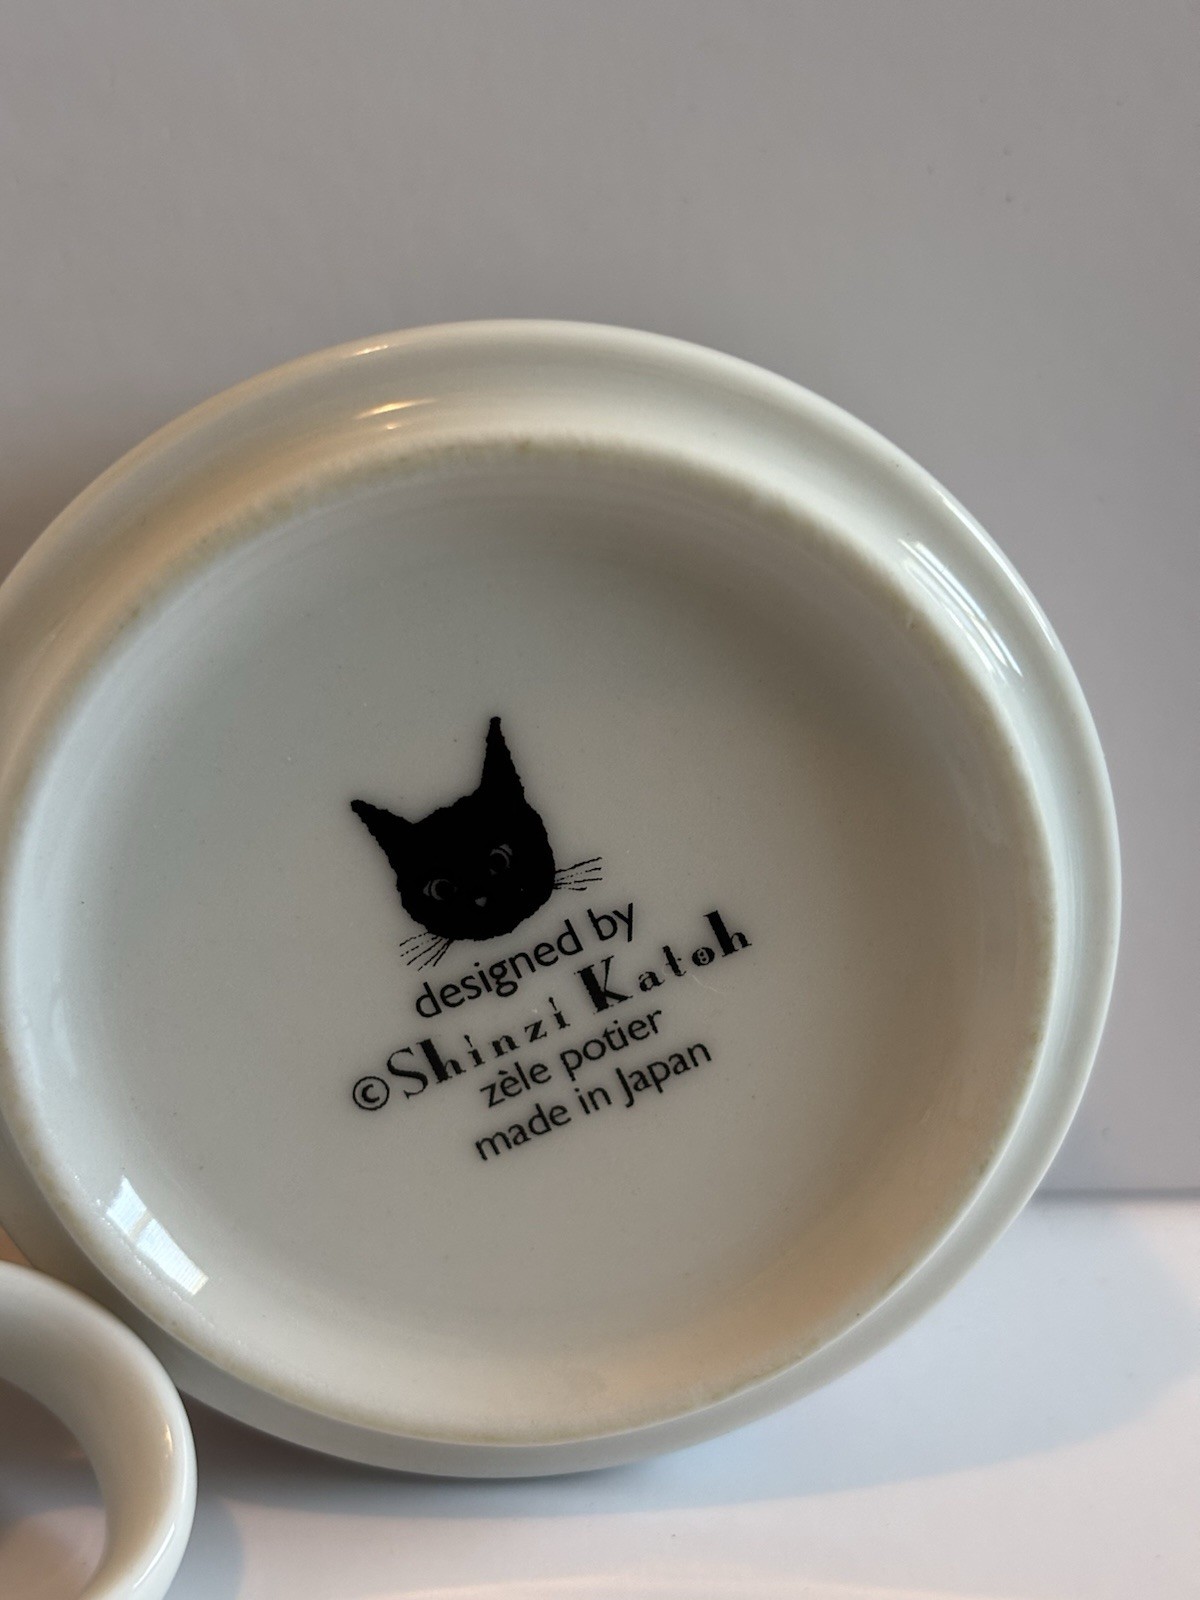 designed by
©Shinzi Katoh
zèle potier
made in Japan